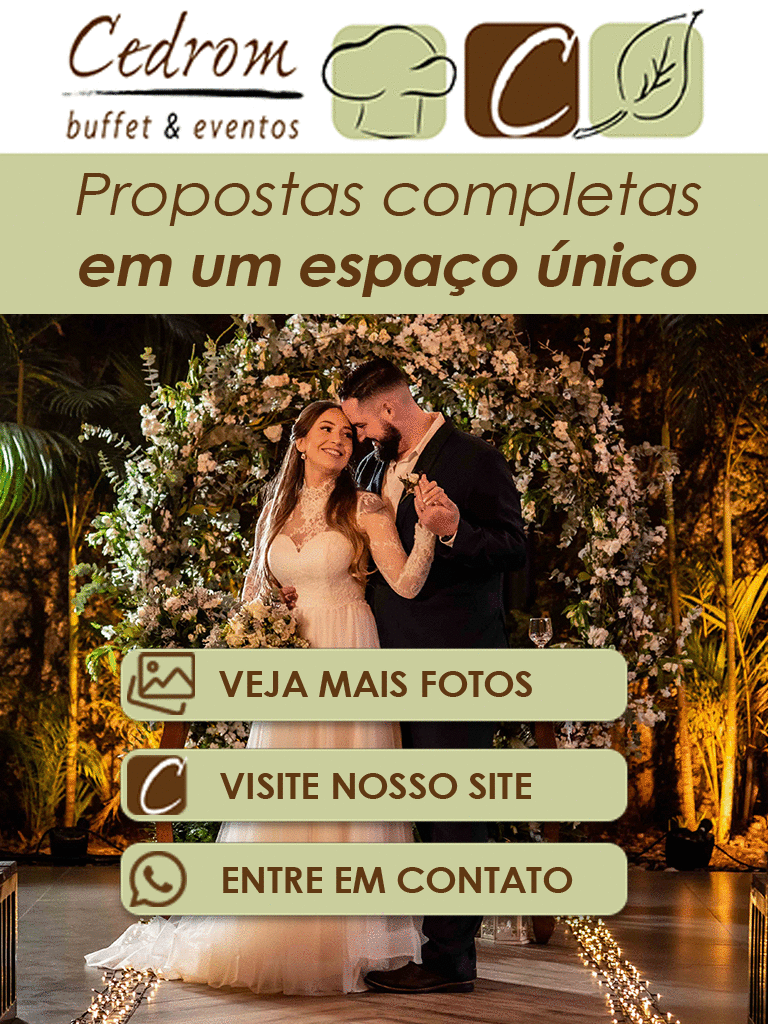 Cedrom
buffet & eventos
C
Propostas completas
em um espaço único
VEJA MAIS FOTOS
C
VISITE NOSSO SITE
ENTRE EM CONTATO